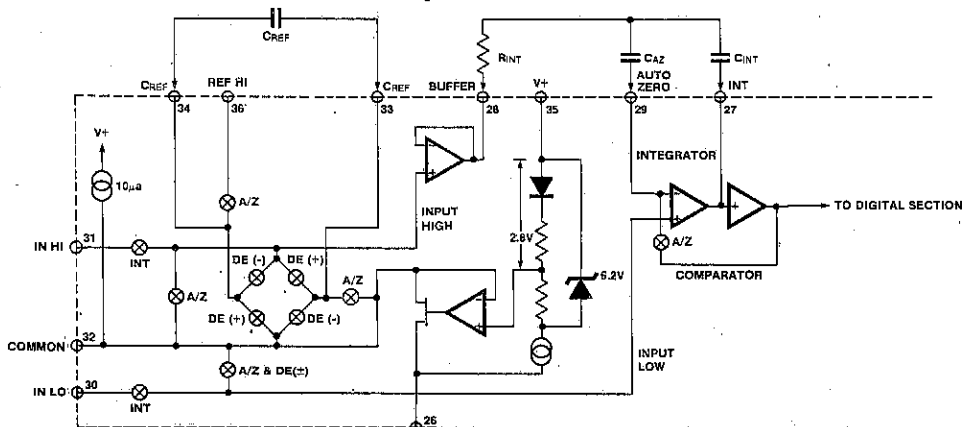 CREF
RINT
CAZ
CINT
CREF
34
REF HI
36
CREF
33
BUFFER
28
V+
35
AUTO
ZERO
29
INT
27
V+
10µa
A/Z
INPUT
HIGH
2.8V
6.2V
INTEGRATOR
TO DIGITAL SECTION
A/Z
COMPARATOR
IN HI
31
INT
A/Z
DE (-)
DE (+)
A/Z
DE (+)
DE (-)
COMMON
32
A/Z & DE(±)
INPUT
LOW
IN LO
30
INT
26